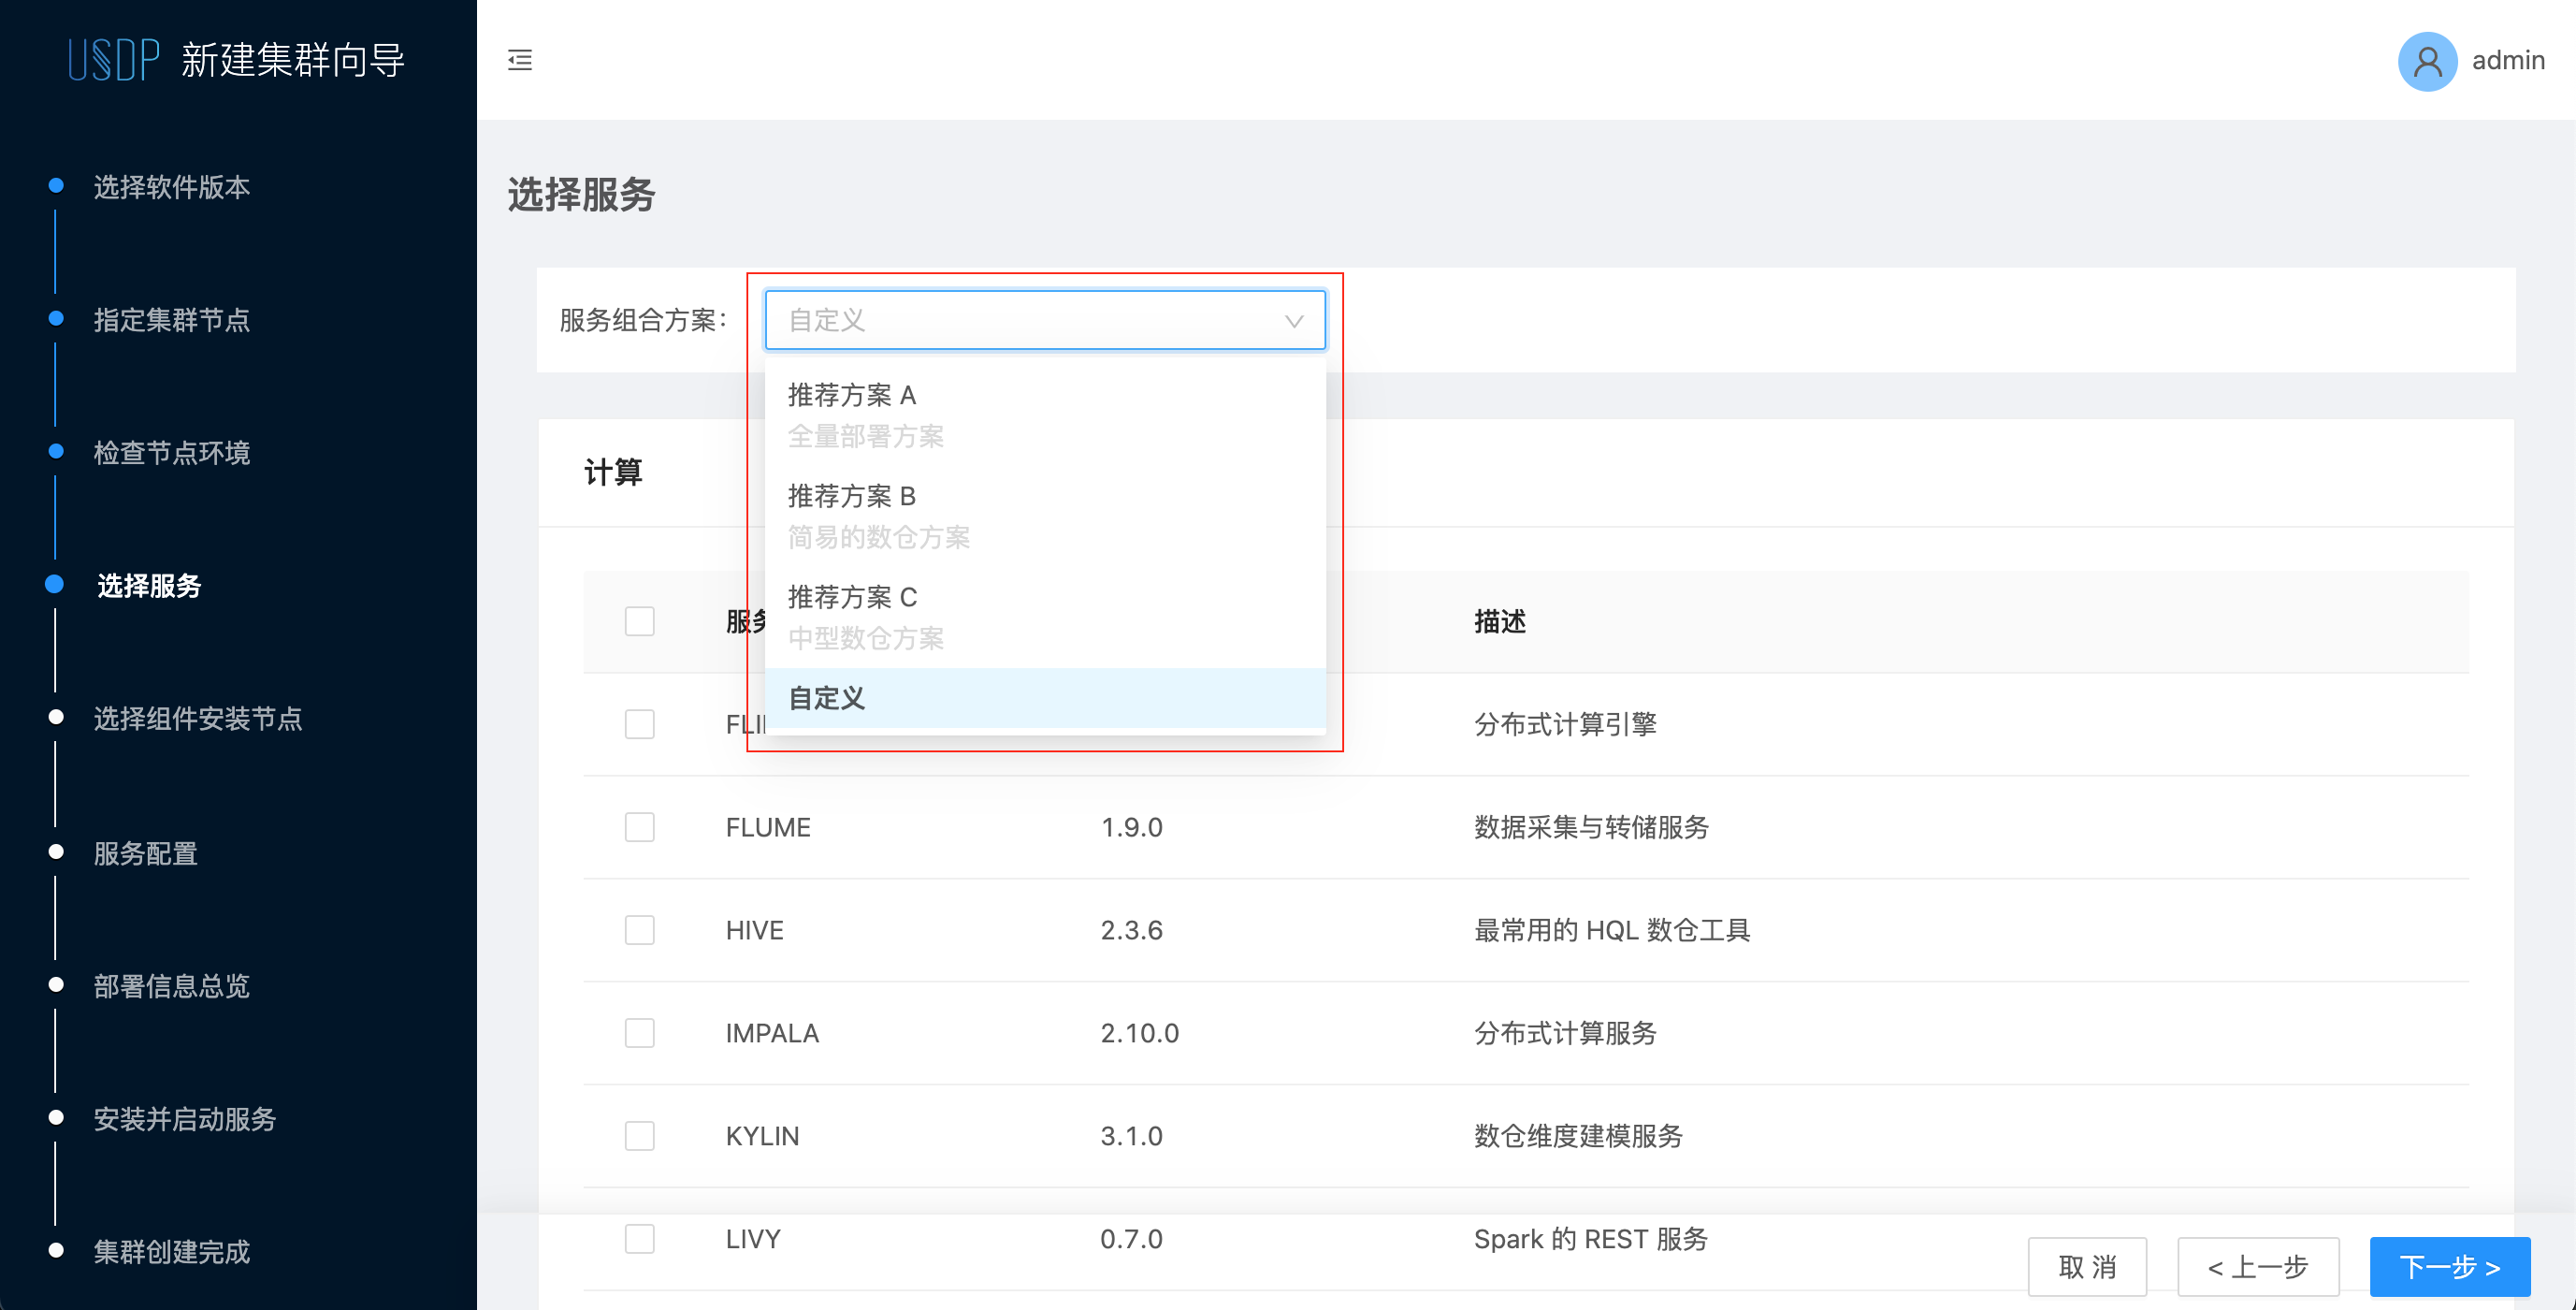 USDP 新建集群向导
admin
选择软件版本
指定集群节点
检查节点环境
选择服务
选择组件安装节点
服务配置
部署信息总览
安装并启动服务
集群创建完成
选择服务
服务组合方案：
自定义
推荐方案 A
全量部署方案
推荐方案 B
简易的数仓方案
推荐方案 C
中型数仓方案
自定义
计算
服务 描述
分布式计算引擎
FLUME 1.9.0 数据采集与转储服务
HIVE 2.3.6 最常用的 HQL 数仓工具
IMPALA 2.10.0 分布式计算服务
KYLIN 3.1.0 数仓维度建模服务
LIVY 0.7.0 Spark 的 REST 服务
取 消
< 上一步
下一步 >